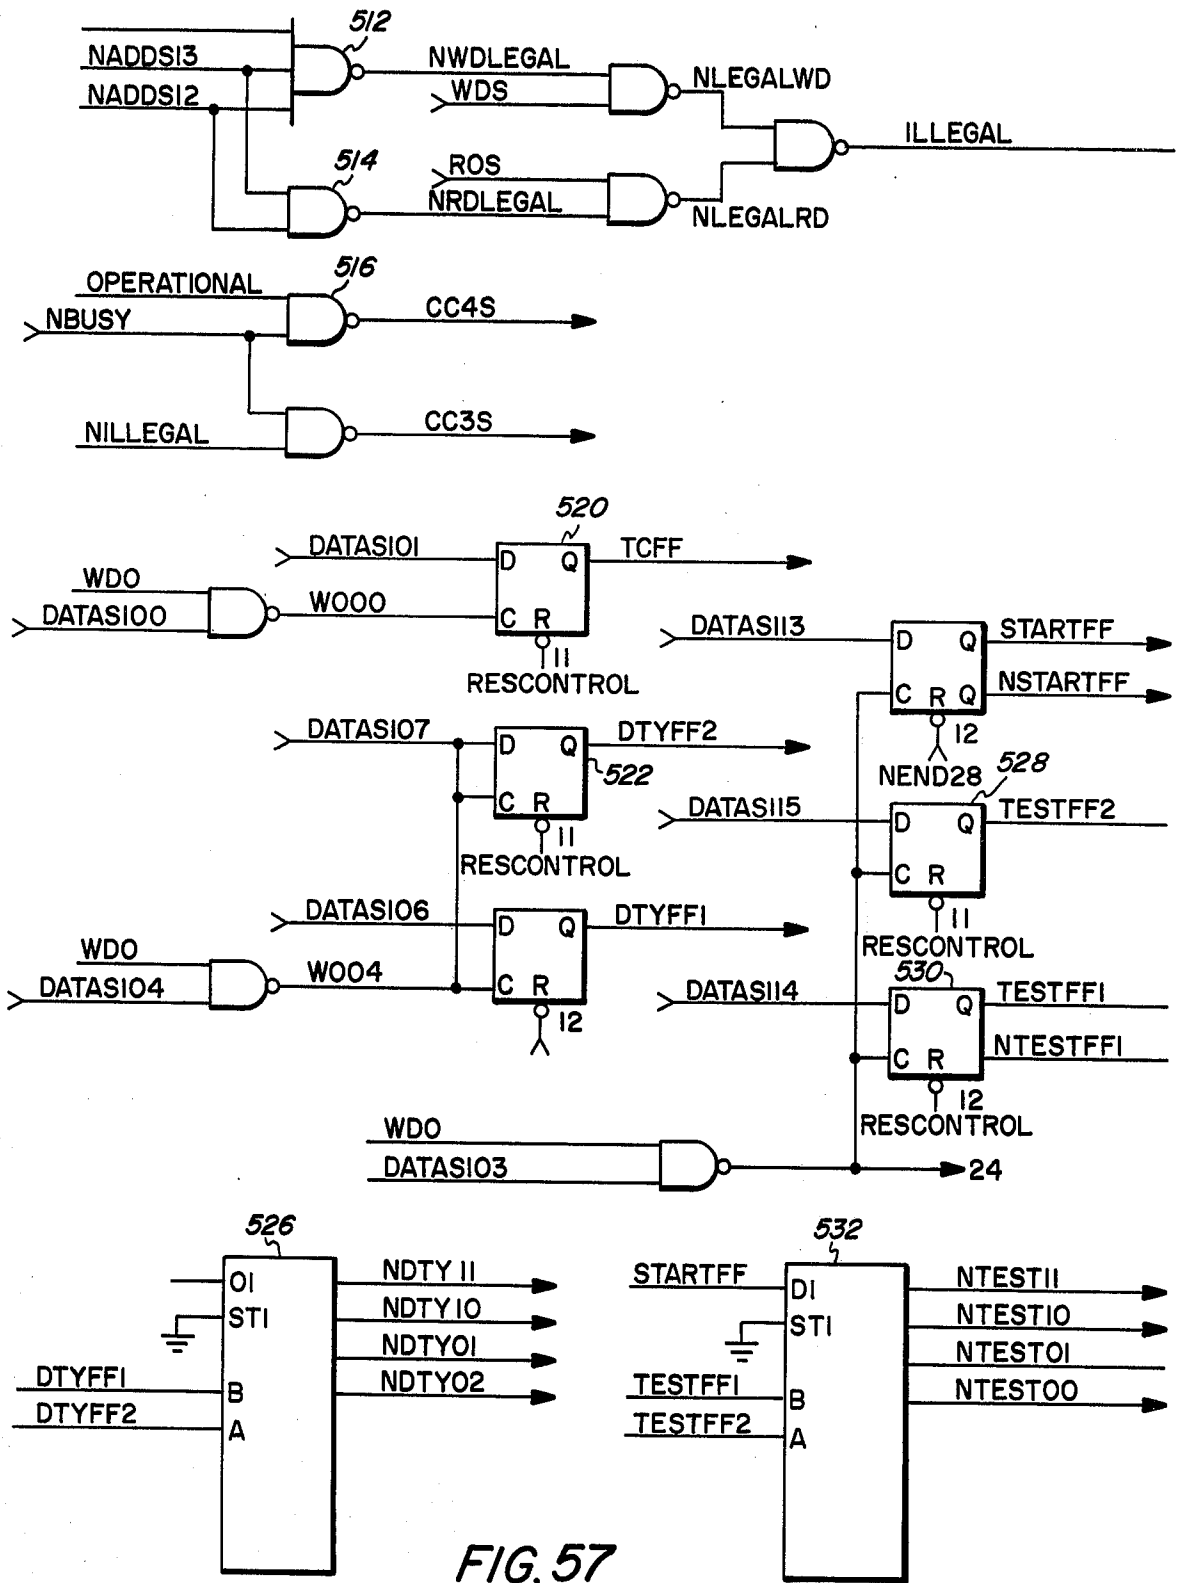 512
NADDS13
NADDS12
NWDLEGAL
WDS
NLEGALWD
ILLEGAL
514
ROS
NRDLEGAL
NLEGALRD
516
OPERATIONAL
NBUSY
CC4S
NILLEGAL
CC3S
520
DATAS101
D Q
TCFF
WDO
DATAS100
W000
C R
11
RESCONTROL
DATAS113
D Q
STARTFF
C R Q
NSTARTFF
12
NEND28
DATAS107
D Q
DTYFF2
522
C R
11
RESCONTROL
528
DATAS115
D Q
TESTFF2
C R
11
RESCONTROL
DATAS106
D Q
DTYFF1
WDO
DATAS104
W004
C R
12
530
DATAS114
D Q
TESTFF1
C R
NTESTFF1
12
RESCONTROL
WDO
DATAS103
24
526
O1
ST1
B
A
DTYFF1
DTYFF2
NDTY11
NDTY10
NDTY01
NDTY02
532
STARTFF
D1
ST1
TESTFF1
B
TESTFF2
A
NTEST11
NTEST10
NTEST01
NTEST00
FIG. 57